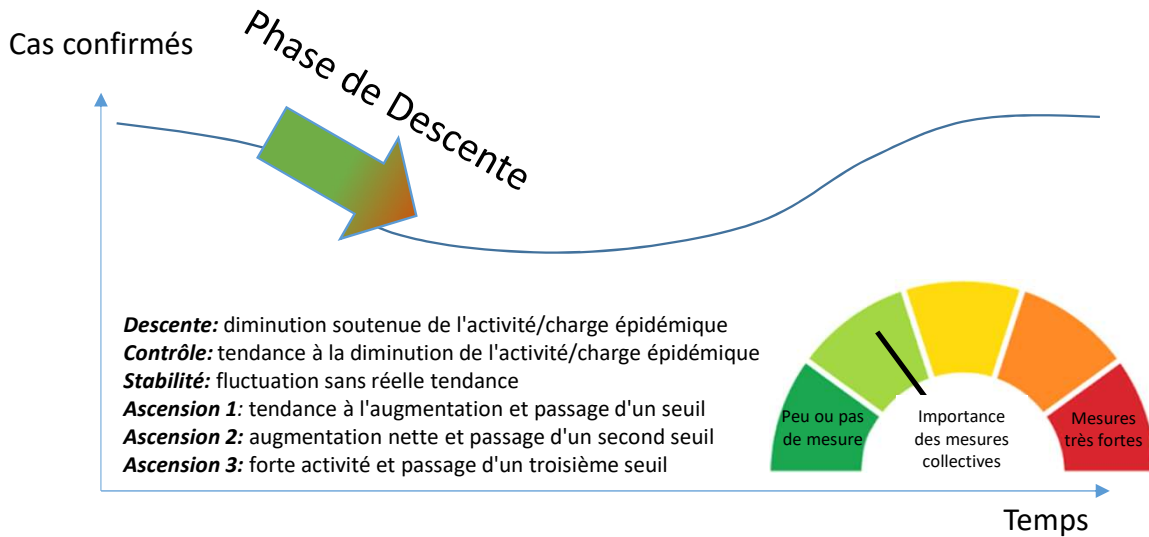 Cas confirmés
Phase de Descente
Descente: diminution soutenue de l'activité/charge épidémique
Contrôle: tendance à la diminution de l'activité/charge épidémique
Stabilité: fluctuation sans réelle tendance
Ascension 1: tendance à l'augmentation et passage d'un seuil
Ascension 2: augmentation nette et passage d'un second seuil
Ascension 3: forte activité et passage d'un troisième seuil
Peu ou pas
de mesure
Importance
des mesures
collectives
Mesures
très fortes
Temps